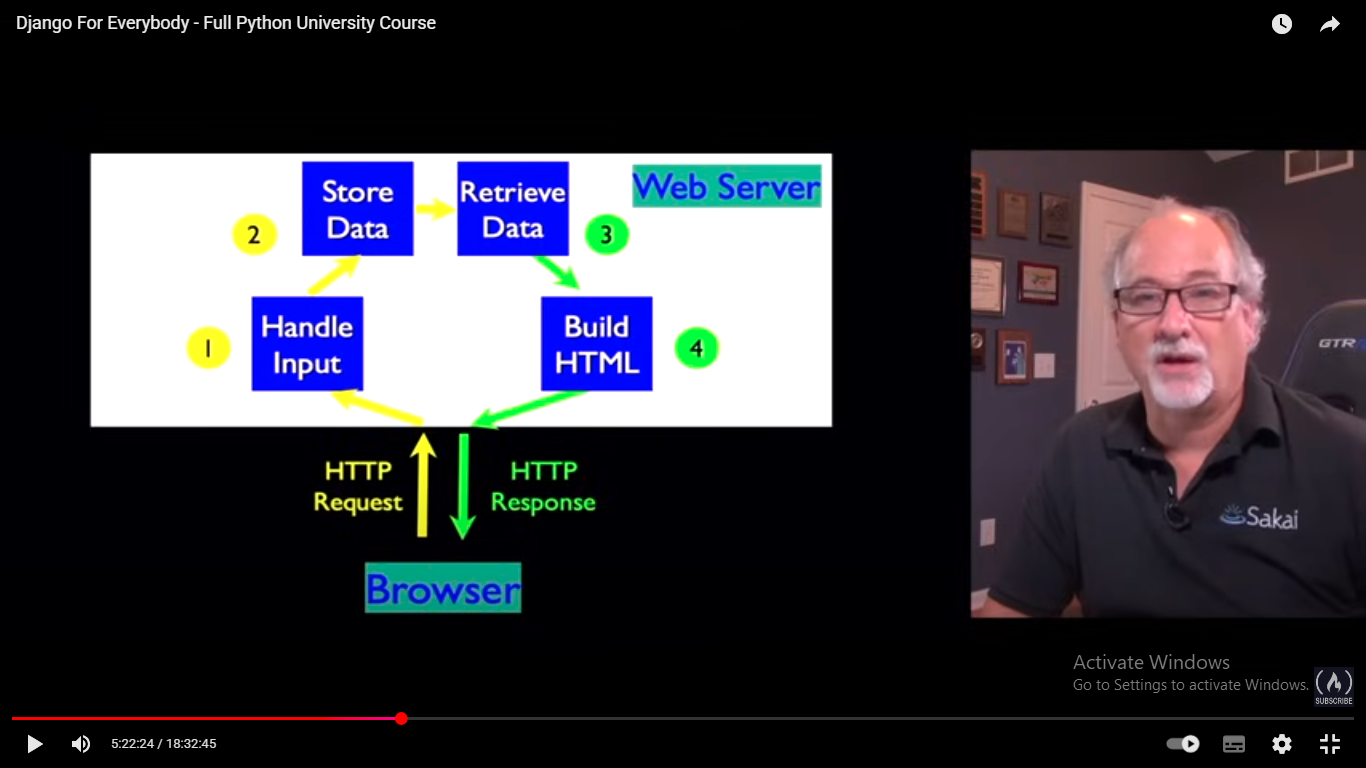 Django For Everybody - Full Python University Course
Store
Data
Retrieve
Data
Web Server
2
3
Handle
Input
Build
HTML
1
4
GTR
HTTP
Request
HTTP
Response
Sakai
Browser
Activate Windows
Go to Settings to activate Windows.
SUBSCRIBE
5:22:24 / 18:32:45